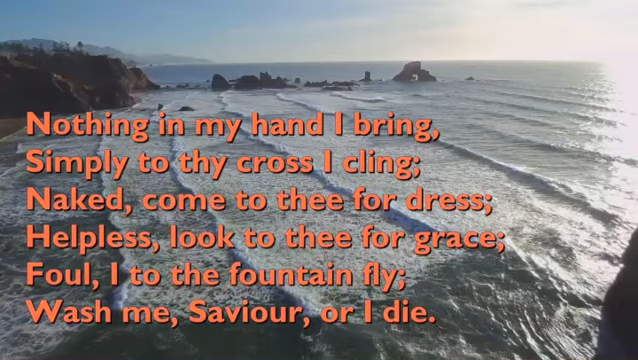 Nothing in my hand I bring,
Simply to thy cross I cling;
Naked, come to thee for dress;
Helpless, look to thee for grace;
Foul, I to the fountain fly;
Wash me, Saviour, or I die.